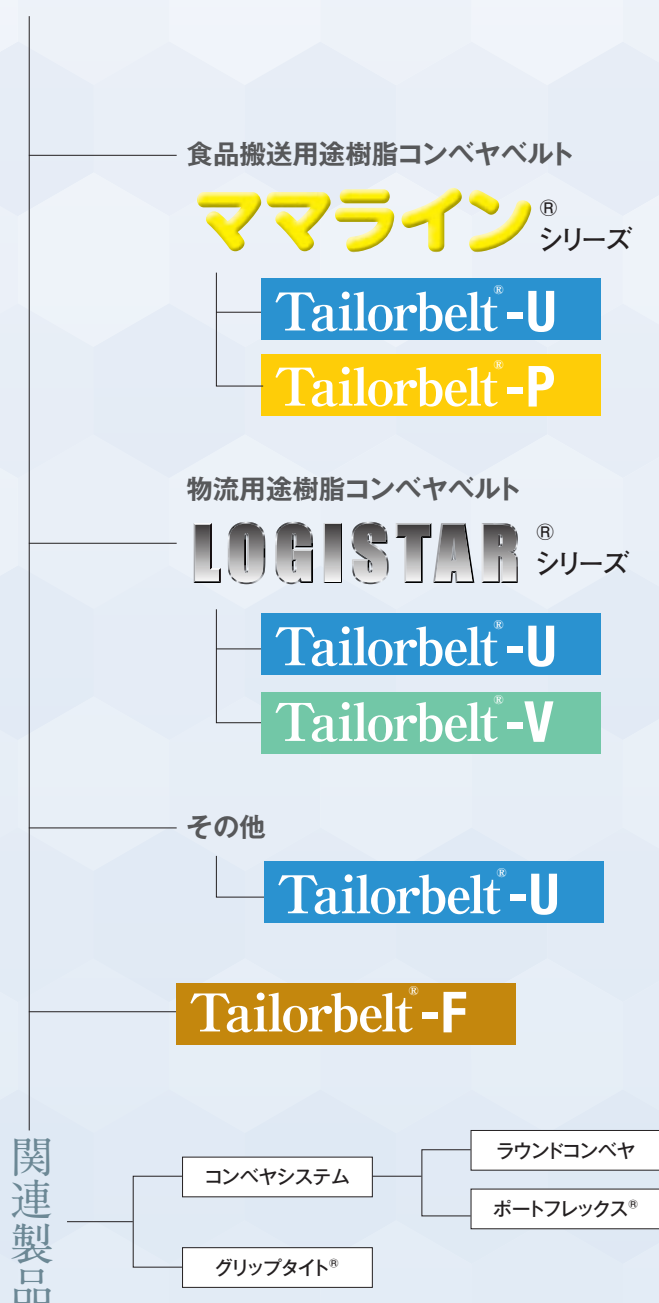 食品搬送用途樹脂コンベヤベルト
ママライン®シリーズ
Tailorbelt®-U
Tailorbelt®-P
物流用途樹脂コンベヤベルト
LOGISTAR®シリーズ
Tailorbelt®-U
Tailorbelt®-V
その他
Tailorbelt®-U
Tailorbelt®-F
関連製品
コンベヤシステム
ラウンドコンベヤ
ポートフレックス®
グリップタイト®